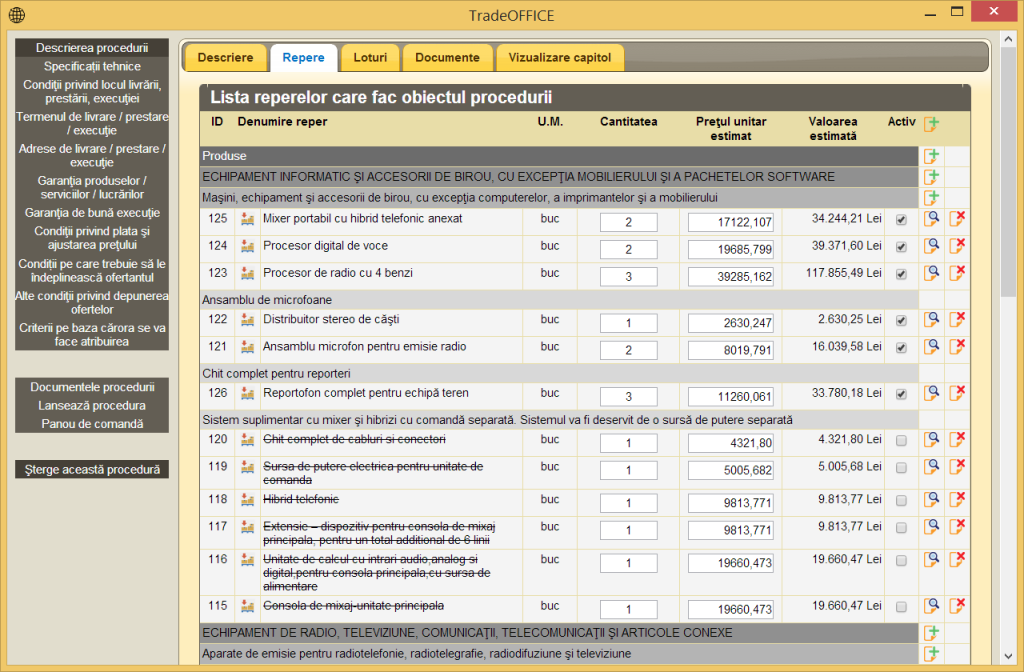 TradeOFFICE
Descrierea procedurii
Specificații tehnice
Condiţii privind locul livrării,
prestării, execuţiei
Termenul de livrare / prestare
/ execuţie
Adrese de livrare / prestare /
execuţie
Garanţia produselor /
serviciilor / lucrărilor
Garanţia de bună execuţie
Condiţii privind plata şi
ajustarea preţului
Condiţii pe care trebuie să le
îndeplinească ofertantul
Alte condiţii privind depunerea
ofertelor
Criterii pe baza cărora se va
face atribuirea
Documentele procedurii
Lansează procedura
Panou de comandă
Şterge această procedură
Descriere Repere Loturi Documente Vizualizare capitol
Lista reperelor care fac obiectul procedurii
ID Denumire reper U.M. Cantitatea Preţul unitar estimat Valoarea estimată Activ
Produse
ECHIPAMENT INFORMATIC ŞI ACCESORII DE BIROU, CU EXCEPŢIA MOBILIERULUI ŞI A PACHETELOR SOFTWARE
Maşini, echipament şi accesorii de birou, cu excepţia computerelor, a imprimantelor şi a mobilierului
125 Mixer portabil cu hibrid telefonic anexat buc 2 17122,107 34.244,21 Lei
124 Procesor digital de voce buc 2 19685,799 39.371,60 Lei
123 Procesor de radio cu 4 benzi buc 3 39285,162 117.855,49 Lei
Ansamblu de microfoane
122 Distribuitor stereo de căşti buc 1 2630,247 2.630,25 Lei
121 Ansamblu microfon pentru emisie radio buc 2 8019,791 16.039,58 Lei
Chit complet pentru reporteri
126 Reportofon complet pentru echipă teren buc 3 11260,061 33.780,18 Lei
Sistem suplimentar cu mixer şi hibrizi cu comandă separată. Sistemul va fi deservit de o sursă de putere separată
120 Chit complet de cabluri si conectori buc 1 4321,80 4.321,80 Lei
119 Sursa de putere electrica pentru unitate de
comanda buc 1 5005,682 5.005,68 Lei
118 Hibrid telefonic buc 1 9813,771 9.813,77 Lei
117 Extensie – dispozitiv pentru consola de mixaj
principala, pentru un total additional de 6 linii buc 1 9813,771 9.813,77 Lei
116 Unitate de calcul cu intrari audio,analog si
digital,pentru consola principala,cu sursa de
alimentare buc 1 19660,473 19.660,47 Lei
115 Consola de mixaj-unitate principala buc 1 19660,473 19.660,47 Lei
ECHIPAMENT DE RADIO, TELEVIZIUNE, COMUNICAŢII, TELECOMUNICAŢII ŞI ARTICOLE CONEXE
Aparate de emisie pentru radiotelefonie, radiotelegrafie, radiodifuziune şi televiziune